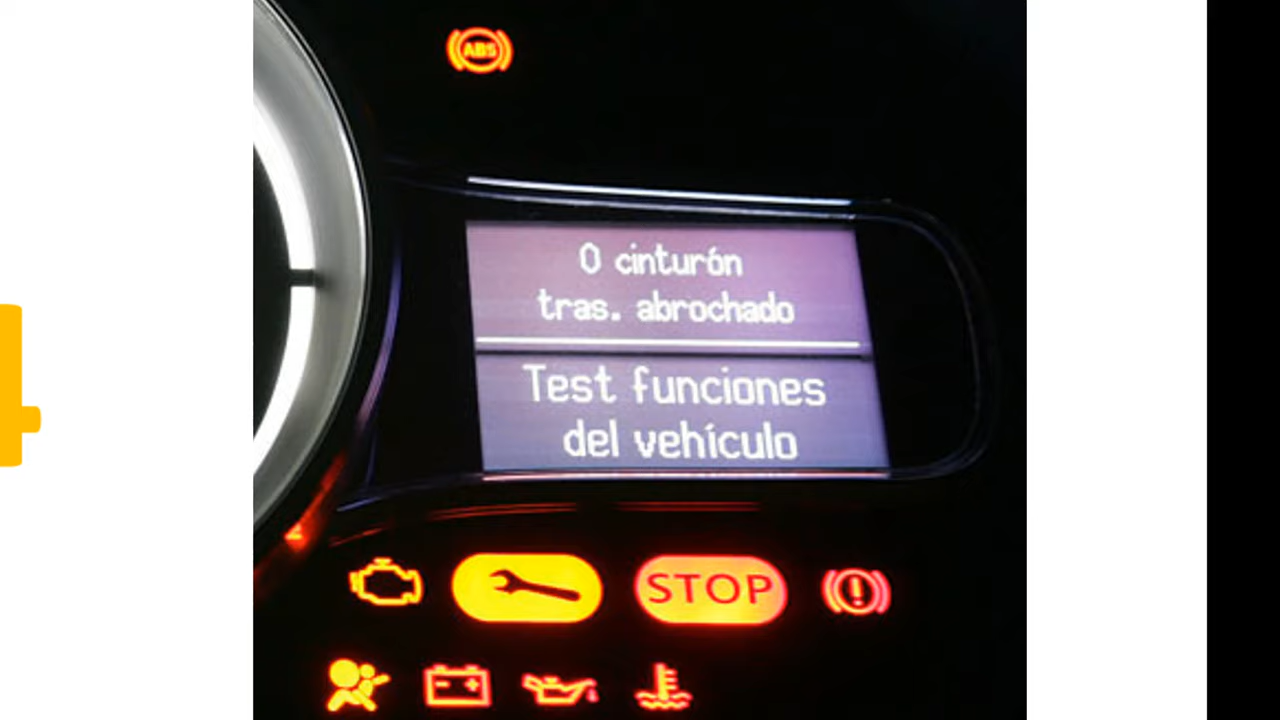 ABS
0 cinturón
tras. abrochado
Test funciones
del vehículo
STOP